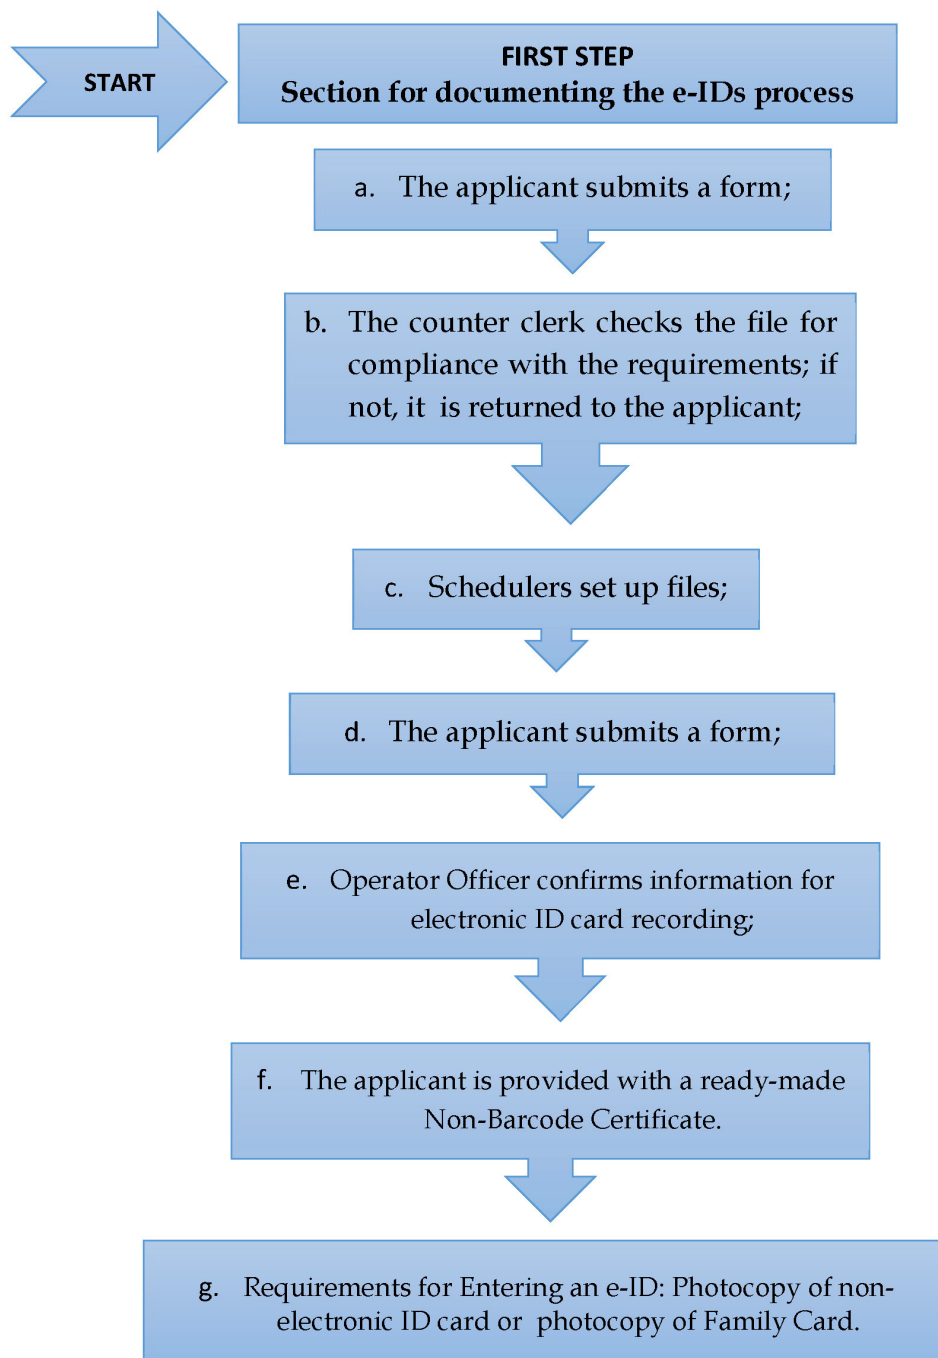 START
FIRST STEP
Section for documenting the e-IDs process
a. The applicant submits a form;
b. The counter clerk checks the file for
compliance with the requirements; if
not, it is returned to the applicant;
c. Schedulers set up files;
d. The applicant submits a form;
e. Operator Officer confirms information for
electronic ID card recording;
f. The applicant is provided with a ready-made
Non-Barcode Certificate.
g. Requirements for Entering an e-ID: Photocopy of non-
electronic ID card or photocopy of Family Card.